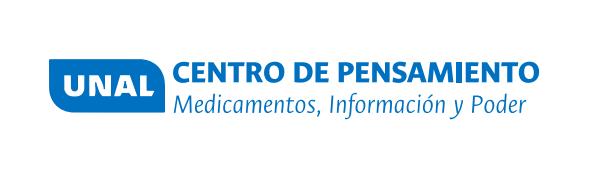 UNAL
CENTRO DE PENSAMIENTO
Medicamentos, Información y Poder